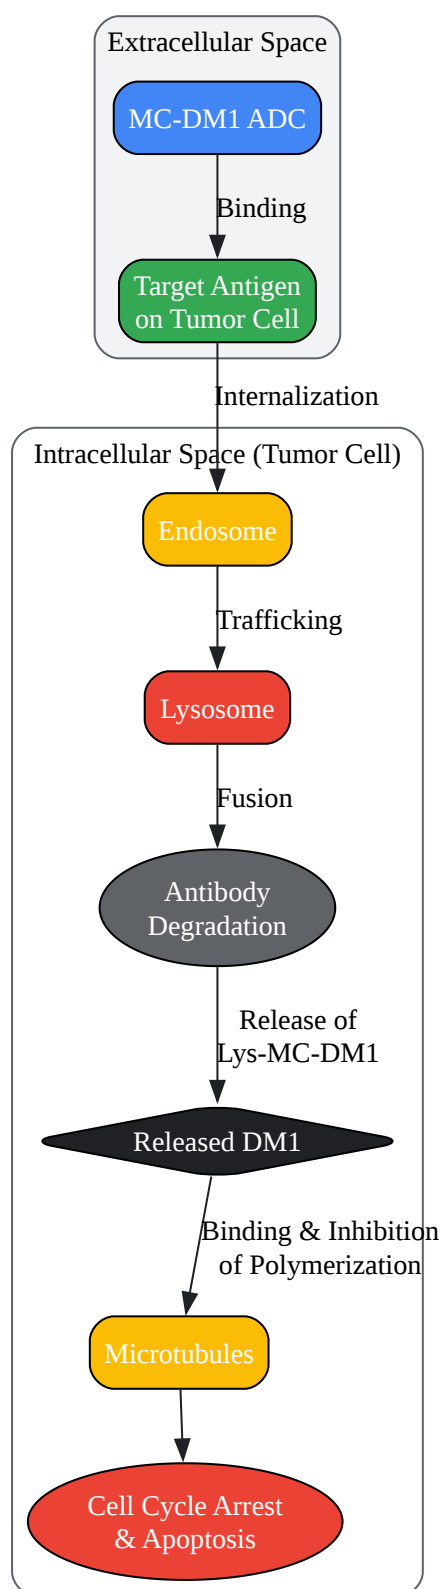 Extracellular Space
MC-DM1 ADC
Binding
Target Antigen
on Tumor Cell
Internalization
Intracellular Space (Tumor Cell)
Endosome
Trafficking
Lysosome
Fusion
Antibody
Degradation
Release of
Lys-MC-DM1
Released DM1
Binding & Inhibition
of Polymerization
Microtubules
Cell Cycle Arrest
& Apoptosis